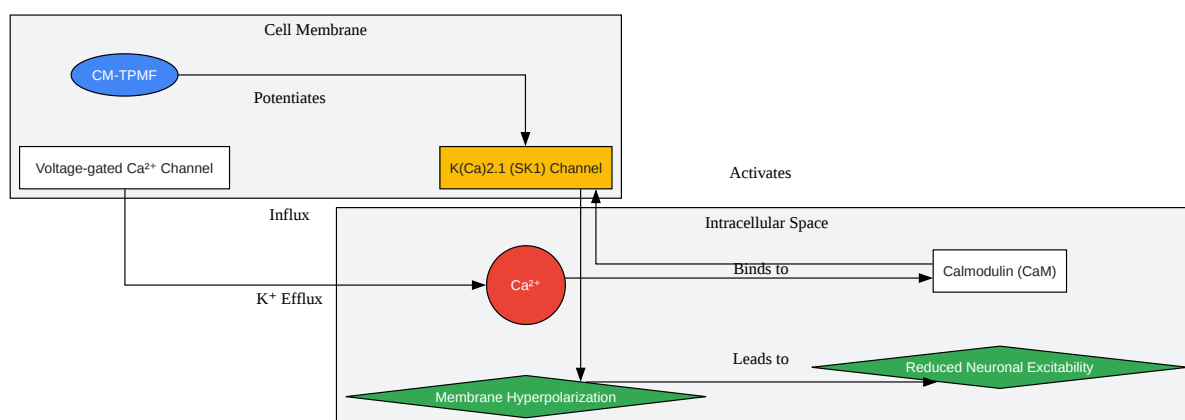 Cell Membrane
CM-TPMF
Potentiates
Voltage-gated Ca²⁺ Channel
K(Ca)2.1 (SK1) Channel
Activates
Influx
Intracellular Space
Binds to
Calmodulin (CaM)
Ca²⁺
K⁺ Efflux
Leads to
Reduced Neuronal Excitability
Membrane Hyperpolarization